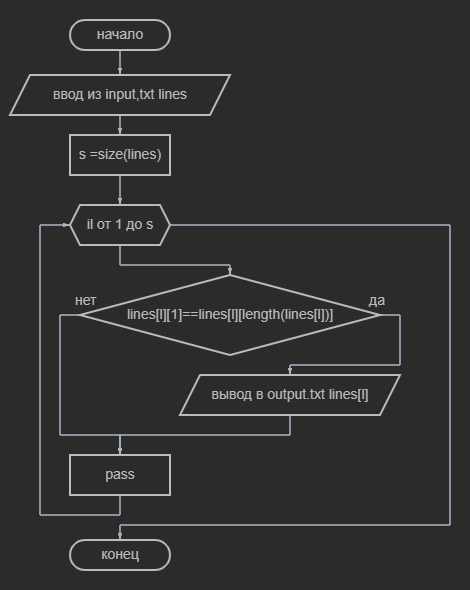 начало
ввод из input,txt lines
s =size(lines)
il от 1 до s
нет
да
lines[l][1]==lines[l][length(lines[l])]
вывод в output.txt lines[l]
pass
конец